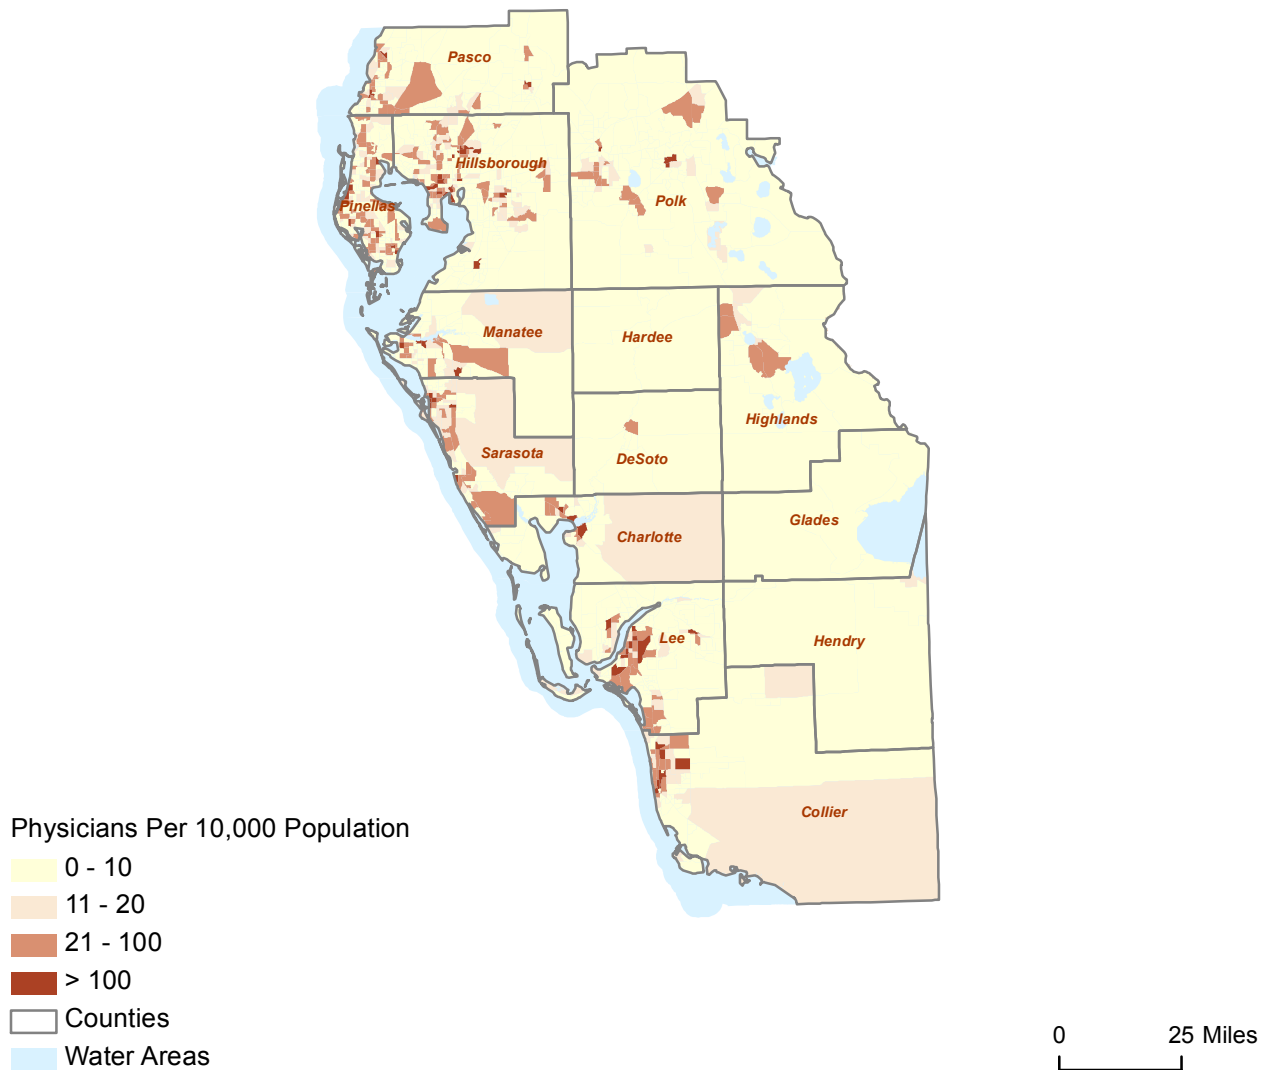 Pasco
Hillsborough
Pinellas
Polk
Manatee
Hardee
Highlands
Sarasota
DeSoto
Charlotte
Glades
Lee
Hendry
Collier
Physicians Per 10,000 Population
0 - 10
11 - 20
21 - 100
> 100
Counties
Water Areas
0 25 Miles